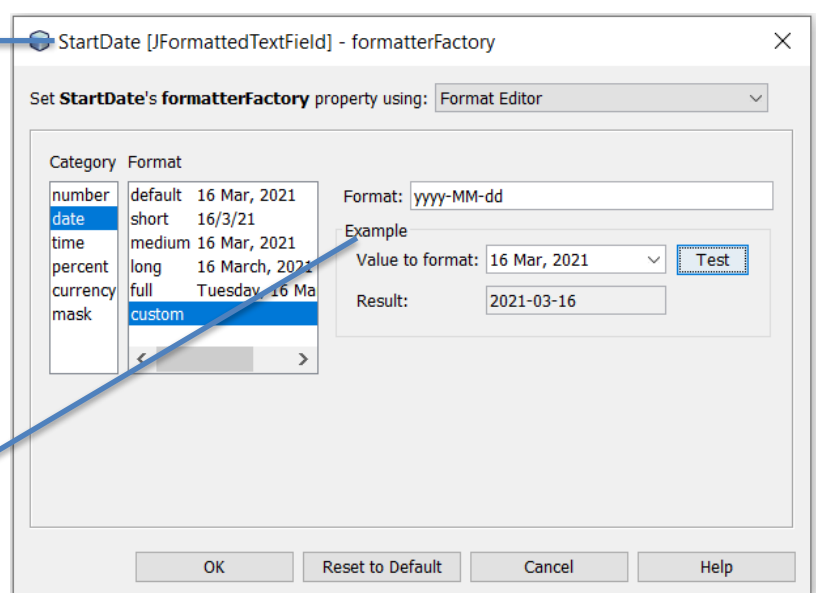 StartDate [JFormattedTextField] - formatterFactory
Set StartDate's formatterFactory property using: Format Editor
Category Format
number
date
time
percent
currency
mask
default 16 Mar, 2021
short 16/3/21
medium 16 Mar, 2021
long 16 March, 2021
full Tuesday, 16 Ma
custom
Format: yyyy-MM-dd
Example
Value to format: 16 Mar, 2021 Test
Result: 2021-03-16
OK Reset to Default Cancel Help